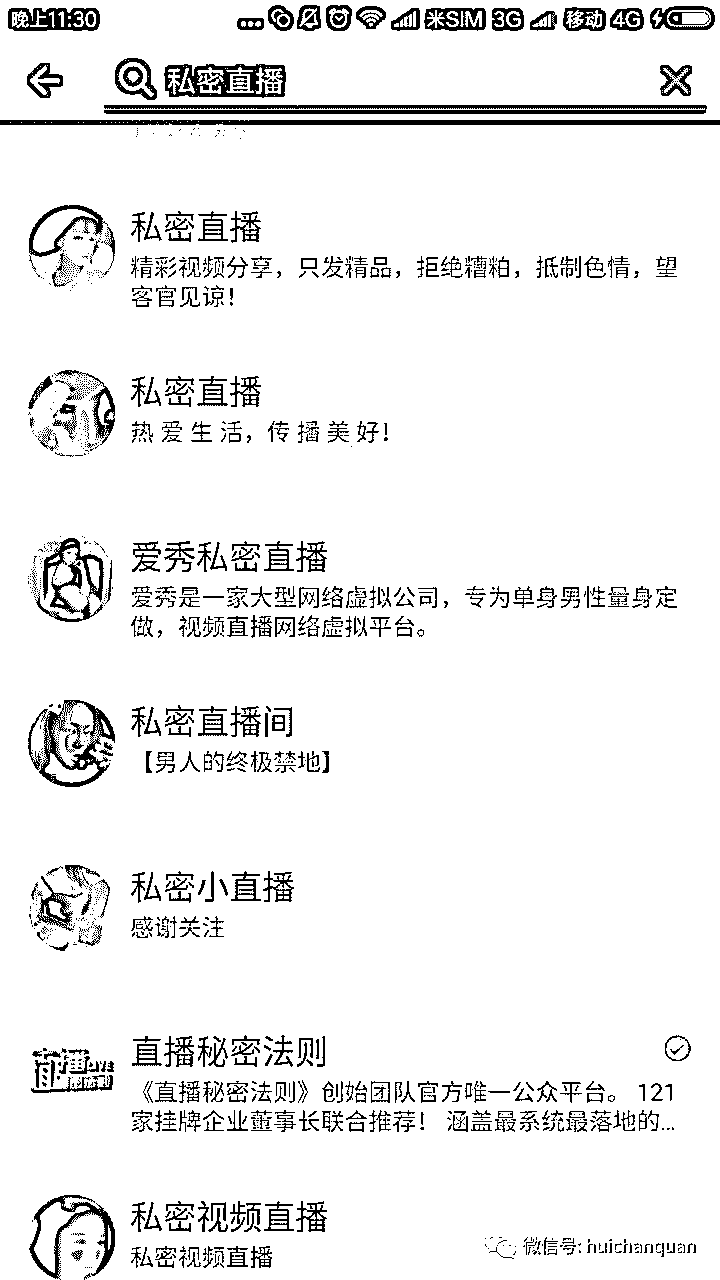 晚上11:30
米SIM 3G 移动 4G
私密直播
私密直播
精彩视频分享，只发精品，拒绝糟粕，抵制色情，望
客官见谅！
私密直播
热 爱 生 活，传 播 美 好！
爱秀私密直播
爱秀是一家大型网络虚拟公司，专为单身男性量身定
做，视频直播网络虚拟平台。
私密直播间
【男人的终极禁地】
私密小直播
感谢关注
直播秘密法则
《直播秘密法则》创始团队官方唯一公众平台。 121
家挂牌企业董事长联合推荐！ 涵盖最系统最落地的...
私密视频直播
私密视频直播
微信号: huichanquan